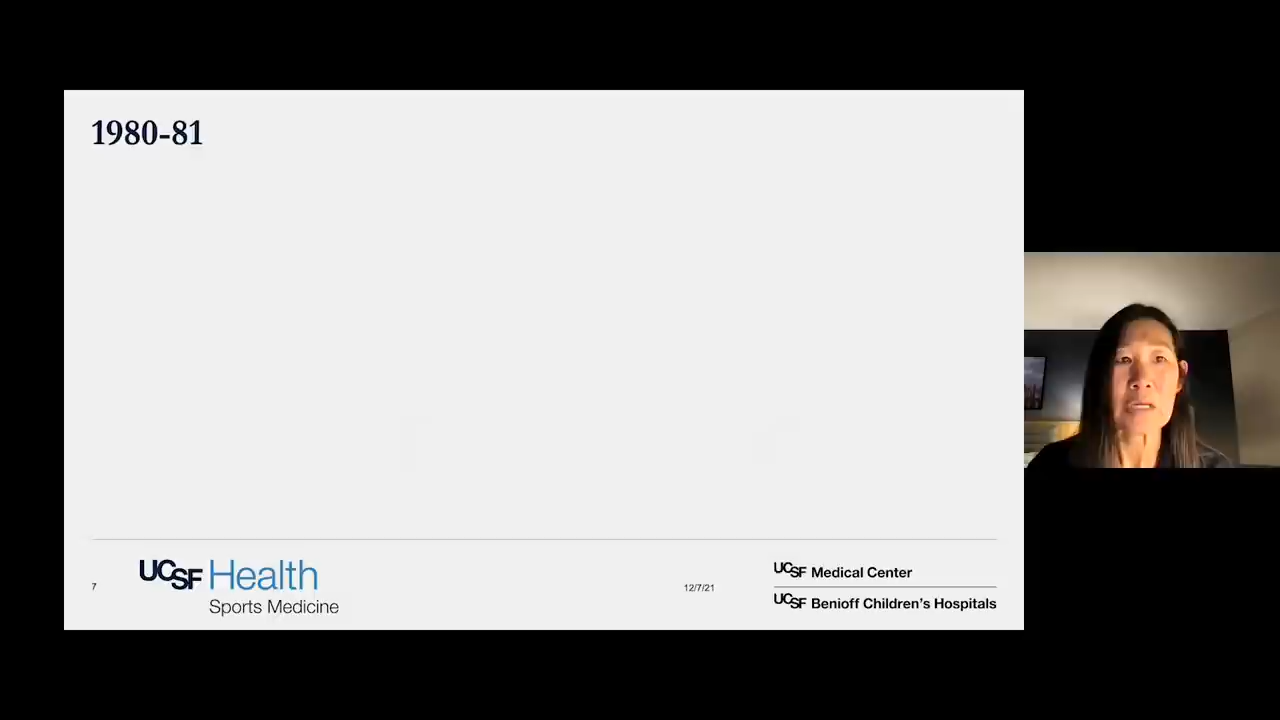 1980-81
7
UCSF Health
Sports Medicine
12/7/21
UCSF Medical Center
UCSF Benioff Children's Hospitals